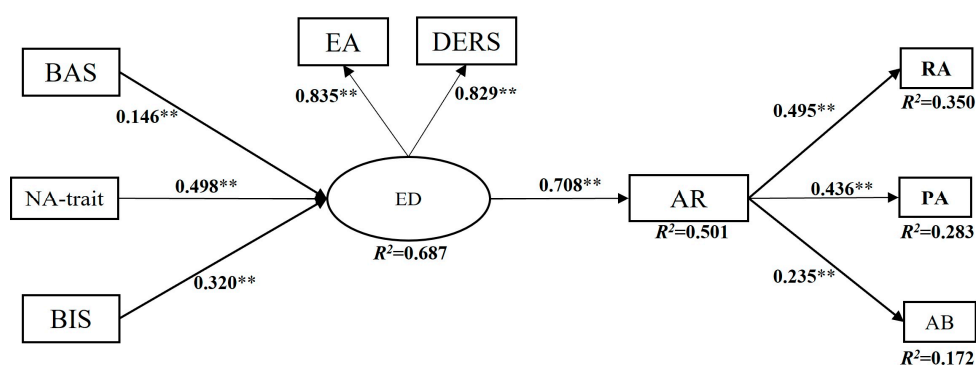 EA
DERS
BAS
RA
0.835**
0.829**
R²=0.350
0.146**
0.495**
NA-trait
0.498**
ED
0.708**
AR
0.436**
PA
R²=0.687
R²=0.501
R²=0.283
0.320**
0.235**
BIS
AB
R²=0.172